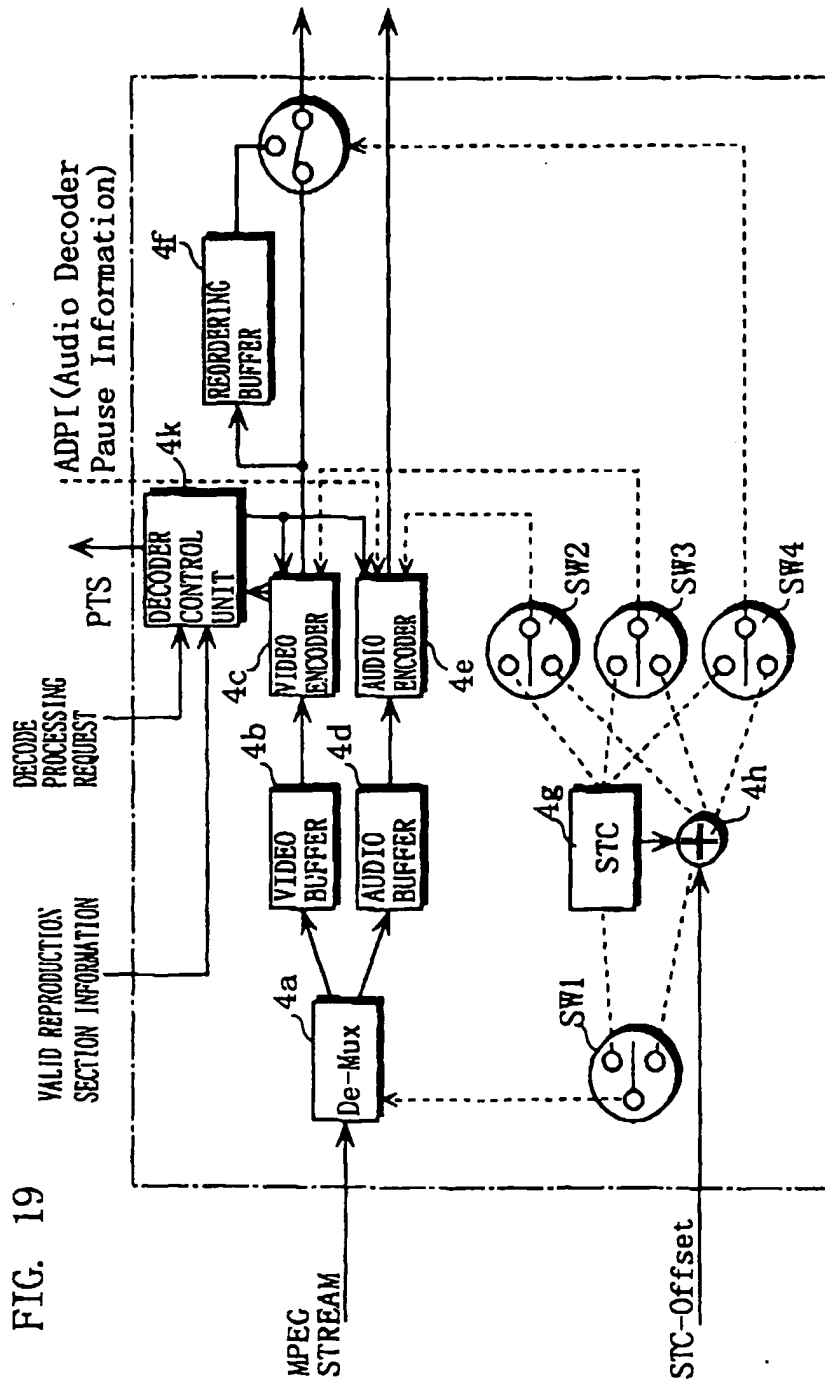 FIG. 19
VALID REPRODUCTION
SECTION INFORMATION
DECODE
PROCESSING
REQUEST
PTS
ADPI(Audio Decoder
Pause Information)
4k
DECODER
CONTROL
UNIT
4f
REORDERING
BUFFER
MPEG
STREAM
4a
De-Mux
4b
VIDEO
BUFFER
4c
VIDEO
ENCODER
4d
AUDIO
BUFFER
AUDIO
ENCODER
4e
SW1
4g
STC
4h
SW2
SW3
SW4
STC-Offset